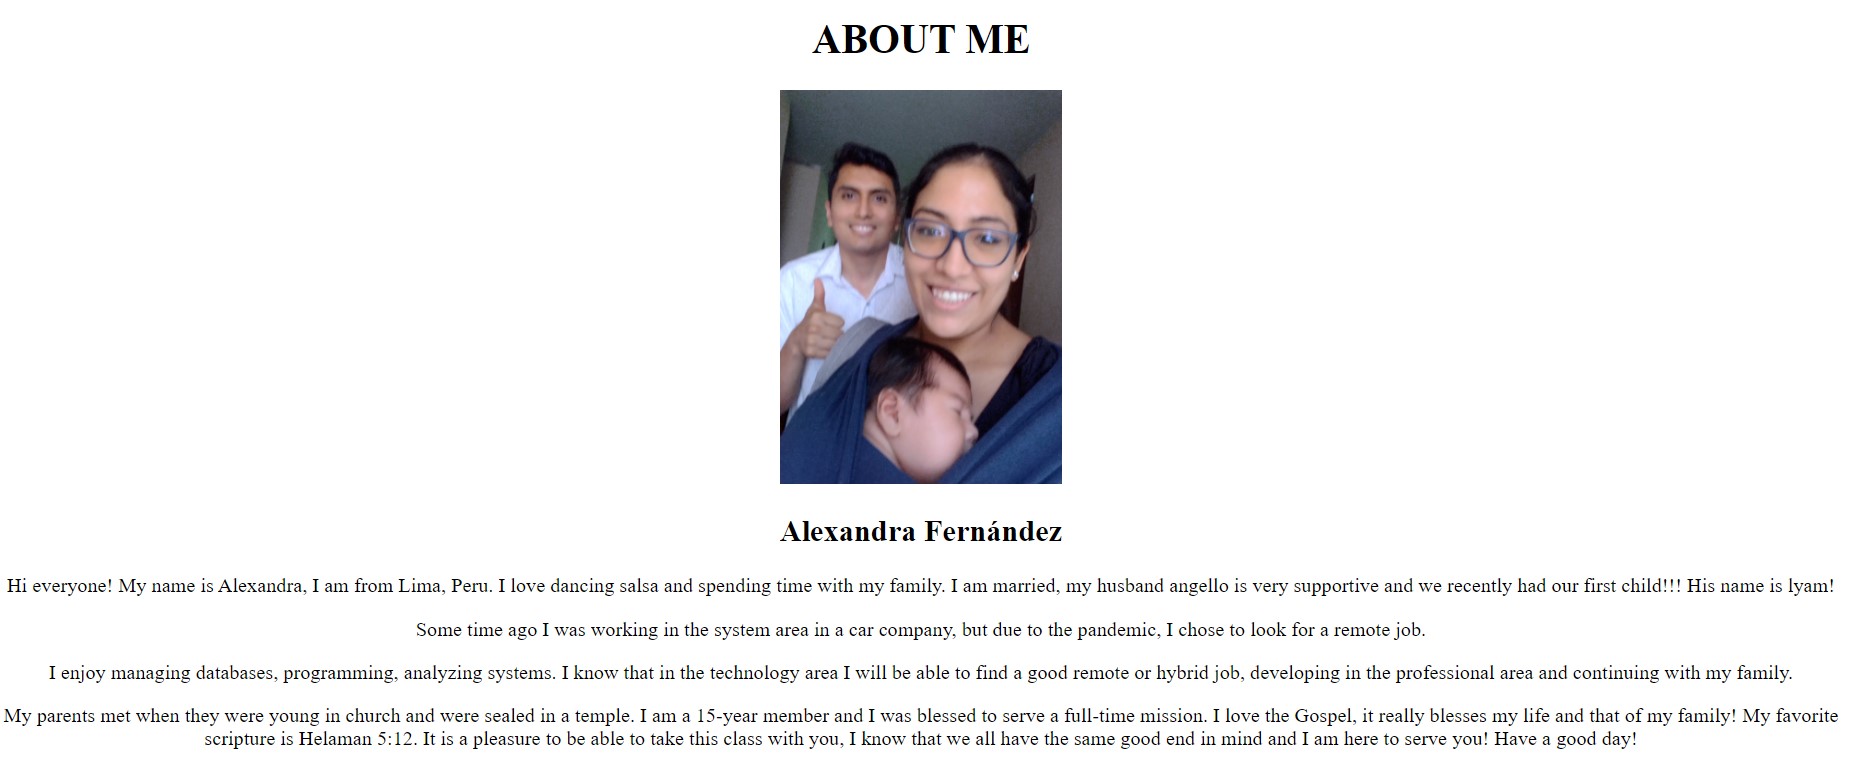 ABOUT ME
Alexandra Fernández
Hi everyone! My name is Alexandra, I am from Lima, Peru. I love dancing salsa and spending time with my family. I am married, my husband angello is very supportive and we recently had our first child!!! His name is lyam!
Some time ago I was working in the system area in a car company, but due to the pandemic, I chose to look for a remote job.
I enjoy managing databases, programming, analyzing systems. I know that in the technology area I will be able to find a good remote or hybrid job, developing in the professional area and continuing with my family.
My parents met when they were young in church and were sealed in a temple. I am a 15-year member and I was blessed to serve a full-time mission. I love the Gospel, it really blesses my life and that of my family! My favorite
scripture is Helaman 5:12. It is a pleasure to be able to take this class with you, I know that we all have the same good end in mind and I am here to serve you! Have a good day!